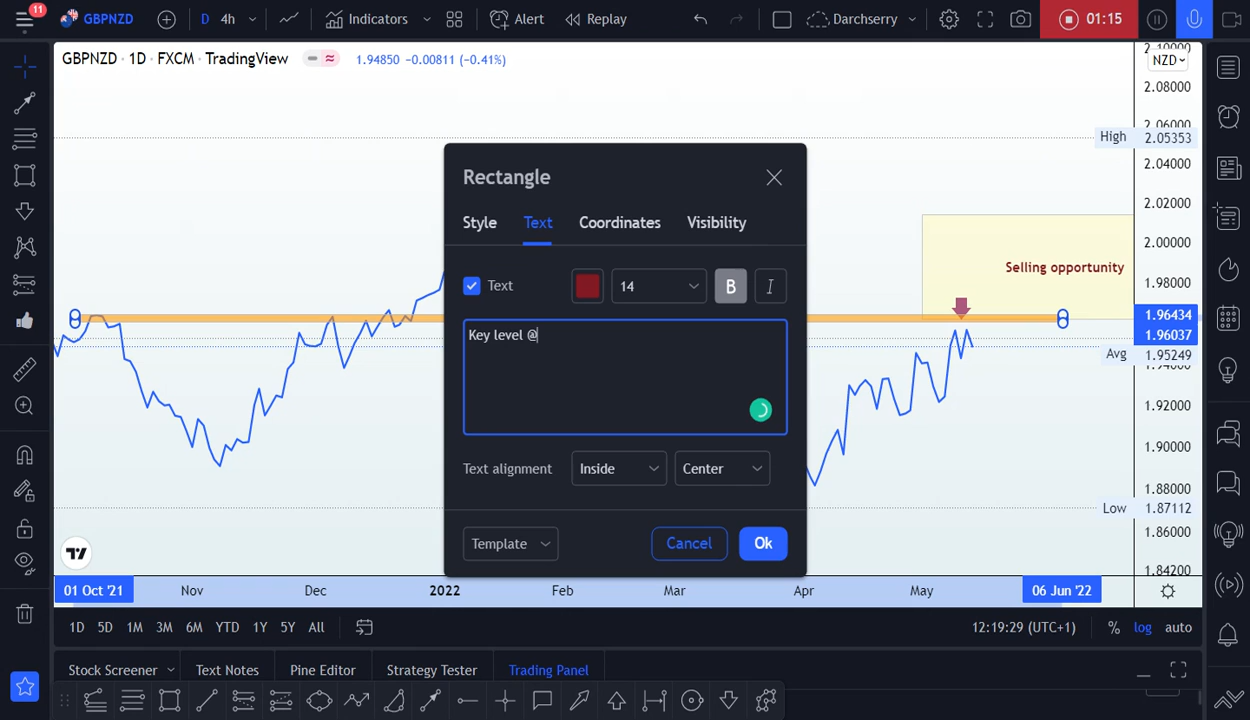 11
GBPNZD
D
4h
Indicators
Alert
Replay
Darchserry
01:15
GBPNZD · 1D · FXCM · TradingView
1.94850 −0.00811 (−0.41%)
NZD
2.08000
High 2.05353
2.04000
2.02000
2.00000
1.98000
1.96434
1.96037
Avg 1.95249
1.92000
1.90000
1.88000
Low 1.87112
1.86000
1.84200
Selling opportunity
Rectangle
Style
Text
Coordinates
Visibility
Text
14
B
I
Key level @
Text alignment
Inside
Center
Template
Cancel
Ok
01 Oct '21
Nov
Dec
2022
Feb
Mar
Apr
May
06 Jun '22
1D
5D
1M
3M
6M
YTD
1Y
5Y
All
12:19:29 (UTC+1)
%
log
auto
Stock Screener
Text Notes
Pine Editor
Strategy Tester
Trading Panel